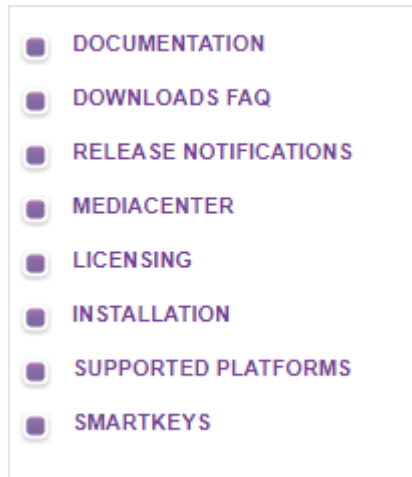 DOCUMENTATION
DOWNLOADS FAQ
RELEASE NOTIFICATIONS
MEDIACENTER
LICENSING
INSTALLATION
SUPPORTED PLATFORMS
SMARTKEYS